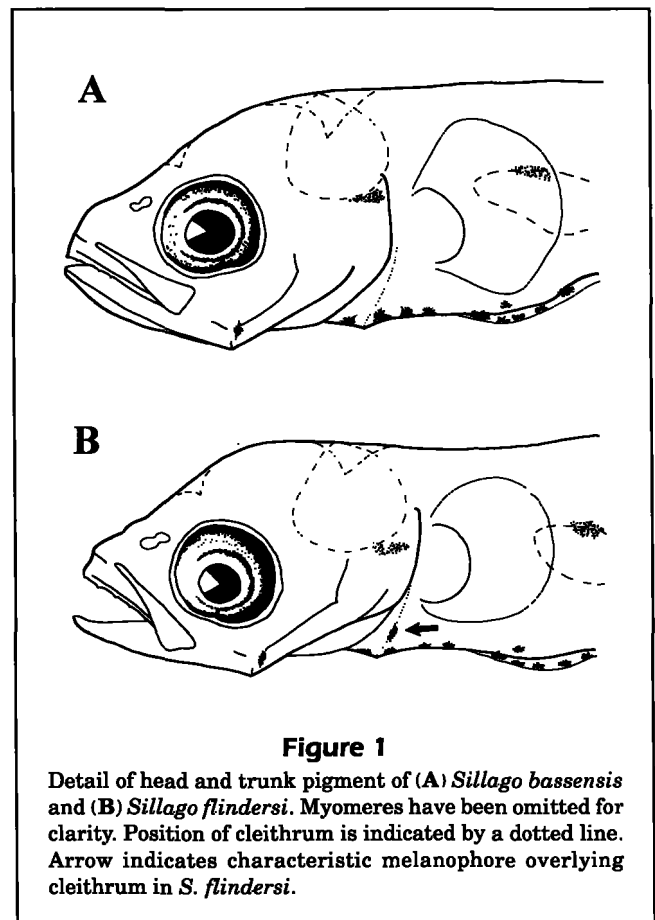 A
B
Figure 1
Detail of head and trunk pigment of (A) Sillago bassensis
and (B) Sillago flindersi. Myomeres have been omitted for
clarity. Position of cleithrum is indicated by a dotted line.
Arrow indicates characteristic melanophore overlying
cleithrum in S. flindersi.